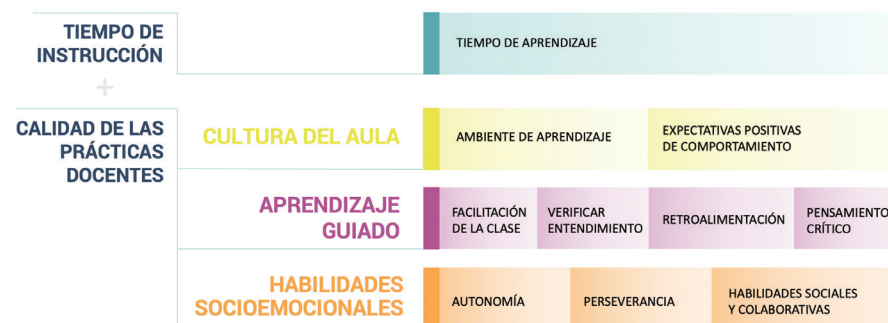 TIEMPO DE
INSTRUCCIÓN
TIEMPO DE APRENDIZAJE
+
CALIDAD DE LAS
PRÁCTICAS
DOCENTES
CULTURA DEL AULA
AMBIENTE DE APRENDIZAJE
EXPECTATIVAS POSITIVAS
DE COMPORTAMIENTO
APRENDIZAJE
GUIADO
FACILITACIÓN
DE LA CLASE
VERIFICAR
ENTENDIMIENTO
RETROALIMENTACIÓN
PENSAMIENTO
CRÍTICO
HABILIDADES
SOCIOEMOCIONALES
AUTONOMÍA
PERSEVERANCIA
HABILIDADES SOCIALES
Y COLABORATIVAS